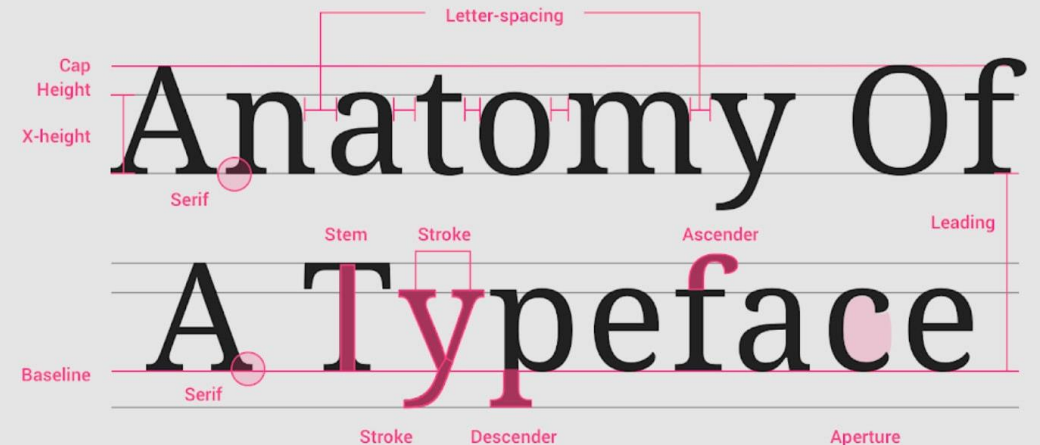 Letter-spacing
Cap
Height
X-height
Anatomy Of
Serif
Leading
Stem
Stroke
Ascender
A Typeface
Baseline
Serif
Stroke
Descender
Aperture